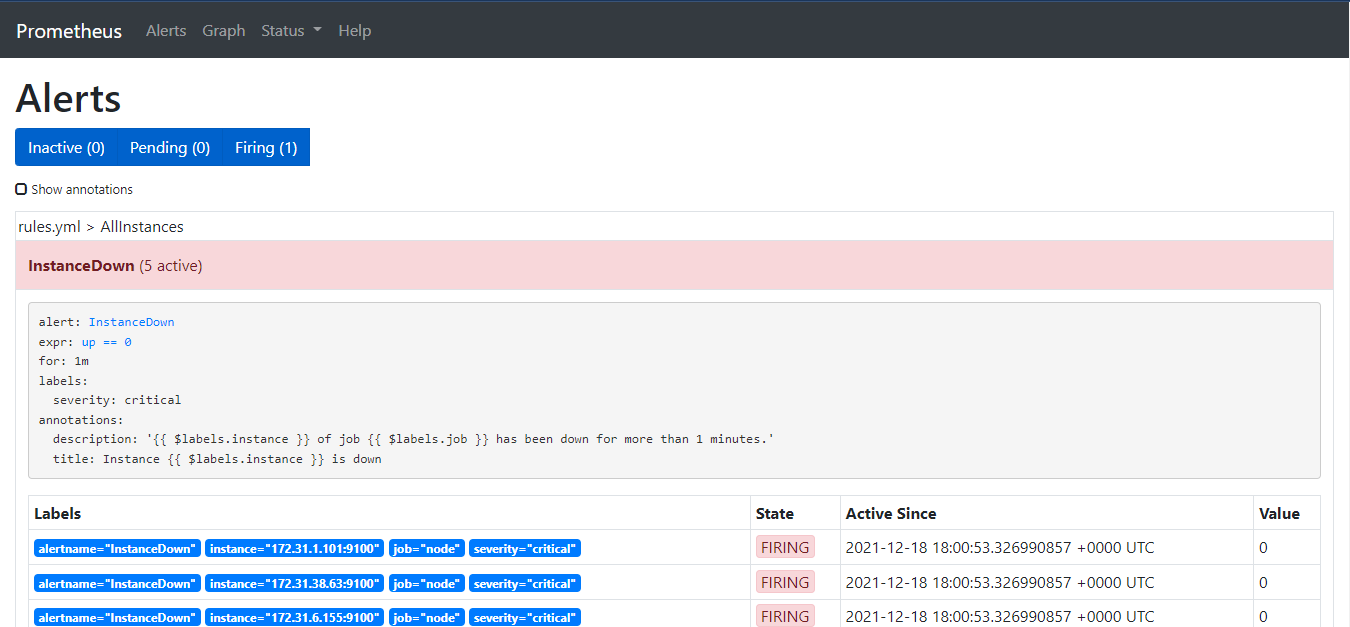 Prometheus Alerts Graph Status Help
Alerts
Inactive (0) Pending (0) Firing (1)
Show annotations
rules.yml > AllInstances
InstanceDown (5 active)
alert: InstanceDown
expr: up == 0
for: 1m
labels:
  severity: critical
annotations:
  description: '{{ $labels.instance }} of job {{ $labels.job }} has been down for more than 1 minutes.'
  title: Instance {{ $labels.instance }} is down
Labels State Active Since Value
alertname="InstanceDown" instance="172.31.1.101:9100" job="node" severity="critical" FIRING 2021-12-18 18:00:53.326990857 +0000 UTC 0
alertname="InstanceDown" instance="172.31.38.63:9100" job="node" severity="critical" FIRING 2021-12-18 18:00:53.326990857 +0000 UTC 0
alertname="InstanceDown" instance="172.31.6.155:9100" job="node" severity="critical" FIRING 2021-12-18 18:00:53.326990857 +0000 UTC 0